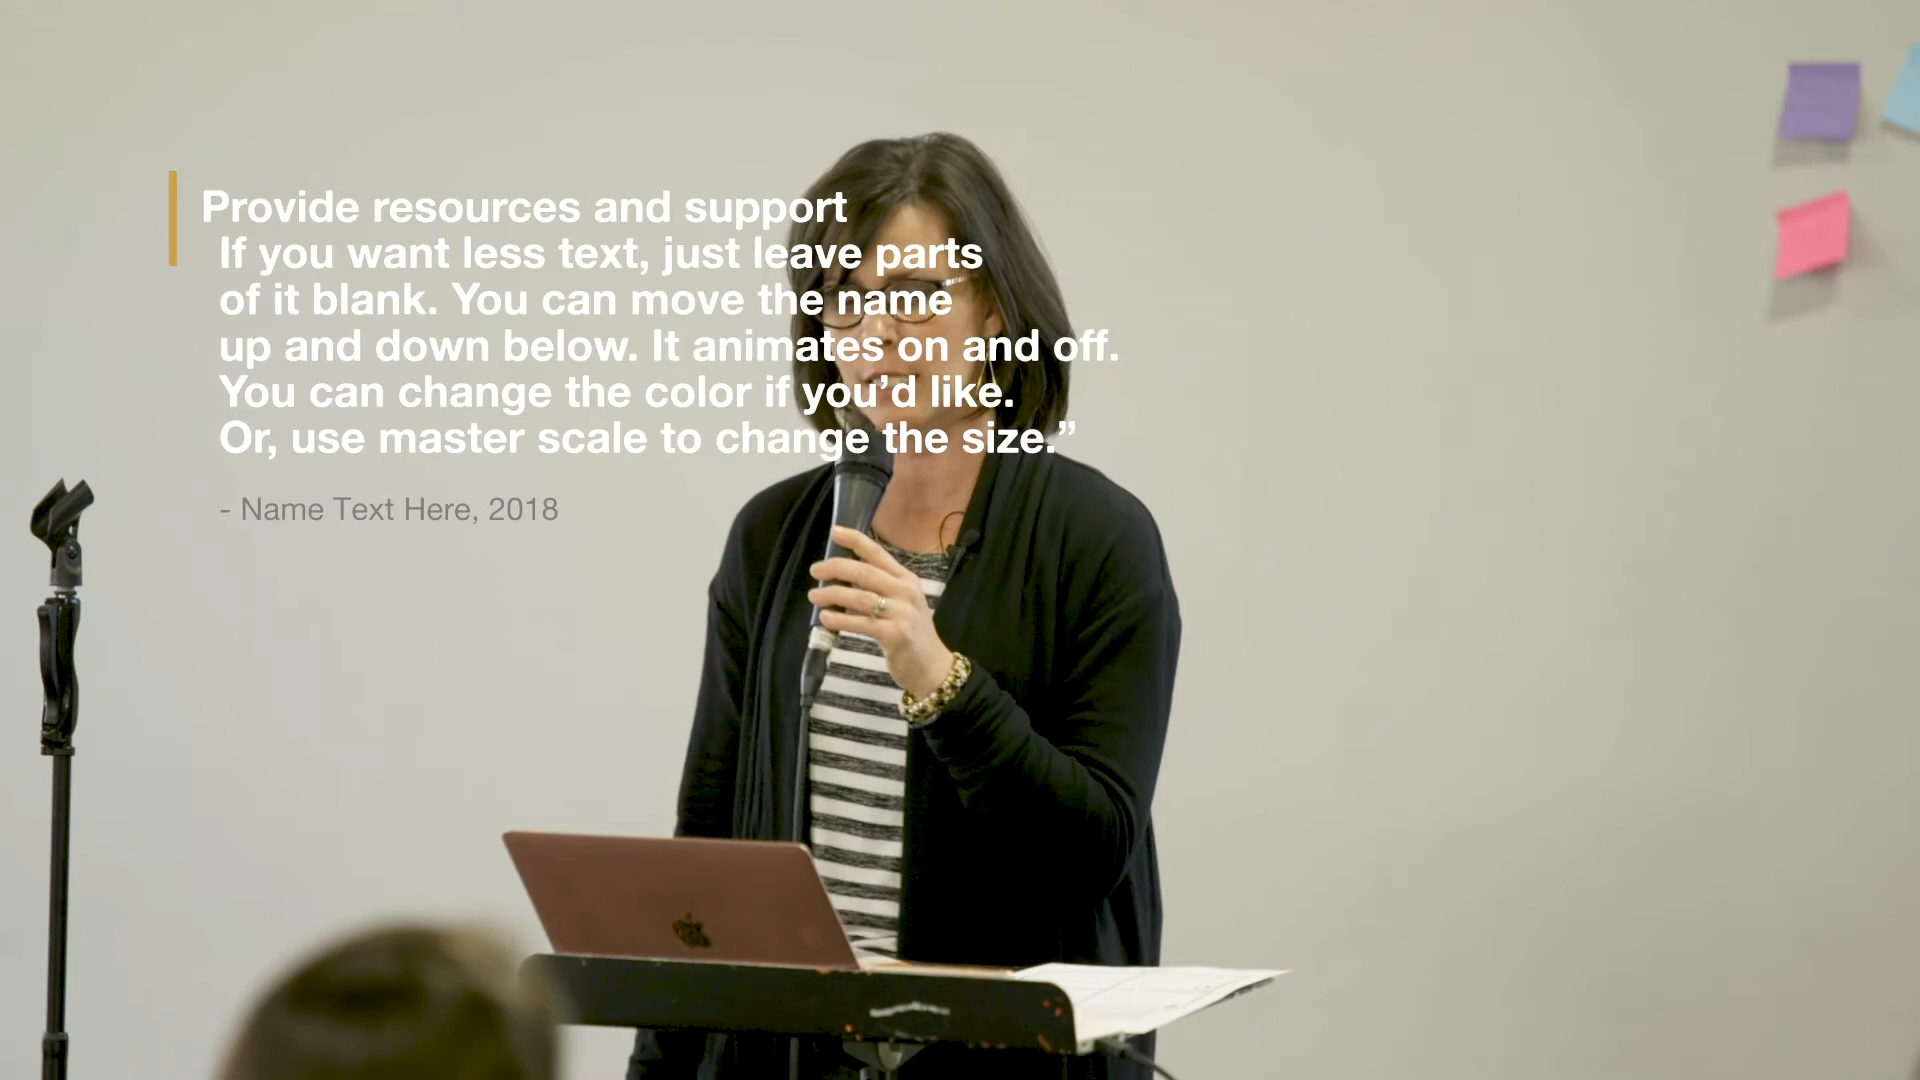 Provide resources and support
If you want less text, just leave parts
of it blank. You can move the name
up and down below. It animates on and off.
You can change the color if you’d like.
Or, use master scale to change the size.”
- Name Text Here, 2018